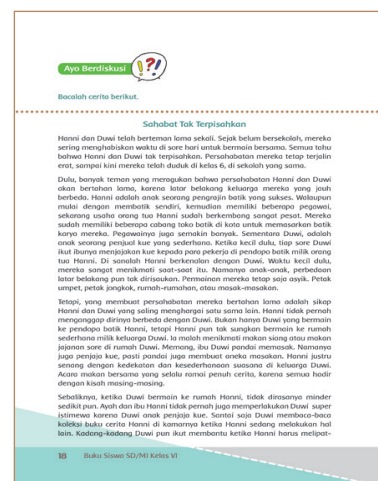 Ayo Berdiskusi
Bacalah cerita berikut.
Sahabat Tak Terpisahkan
Hanni dan Duwi telah berteman lama sekali. Sejak belum bersekolah, mereka
sering menghabiskan waktu di sore hari untuk bermain bersama. Semua tahu
bahwa Hanni dan Duwi tak terpisahkan. Persahabatan mereka tetap terjalin
erat, sampai kini mereka telah duduk di kelas 6, di sekolah yang sama.
Dulu, banyak teman yang meragukan bahwa persahabatan Hanni dan Duwi
akan bertahan lama, karena latar belakang keluarga mereka yang jauh
berbeda. Hanni adalah anak seorang pengrajin batik yang sukses. Walaupun
mulai dengan membatik sendiri, kemudian memiliki beberapa pegawai,
sekarang usaha orang tua Hanni sudah berkembang sangat pesat. Mereka
sudah memiliki beberapa cabang toko batik di kota untuk memasarkan batik
karya mereka. Pegawainya juga semakin banyak. Sementara Duwi, adalah
anak seorang penjual kue yang sederhana. Ketika kecil dulu, tiap sore Duwi
ikut ibunya menjajakan kue kepada para pekerja di pendopo batik milik orang
tua Hanni. Di sanalah Hanni berkenalan dengan Duwi. Waktu kecil dulu,
mereka sangat menikmati saat-saat itu. Namanya anak-anak, perbedaan
latar belakang pun tak dirisaukan. Permainan mereka tetap saja asyik. Petak
umpet, petak jongkok, rumah-rumahan, atau masak-masakan.
Tetapi, yang membuat persahabatan mereka bertahan lama adalah sikap
Hanni dan Duwi yang saling menghargai satu sama lain. Hanni tidak pernah
menganggap dirinya berbeda dengan Duwi. Bukan hanya Duwi yang bermain
ke pendopo batik Hanni, tetapi Hanni pun tak sungkan bermain ke rumah
sederhana milik keluarga Duwi. Ia malah menikmati makan siang atau makan
jajanan sore di rumah Duwi. Memang, ibu Duwi pandai memasak. Namanya
juga penjaja kue, pasti pandai juga membuat aneka masakan. Hanni justru
senang dengan kedekatan dan kesederhanaan suasana di keluarga Duwi.
Acara makan bersama yang selalu ramai penuh cerita, karena semua hadir
dengan kisah masing-masing.
Sebaliknya, ketika Duwi bermain ke rumah Hanni, tidak dirasanya minder
sedikit pun. Ayah dan ibu Hanni tidak pernah juga memperlakukan Duwi super
istimewa karena Duwi anak penjaja kue. Santai saja Duwi membaca-baca
koleksi buku cerita Hanni di kamarnya ketika Hanni sedang melakukan hal
lain. Kadang-kadang Duwi pun ikut membantu ketika Hanni harus melipat-
18 Buku Siswa SD/MI Kelas VI